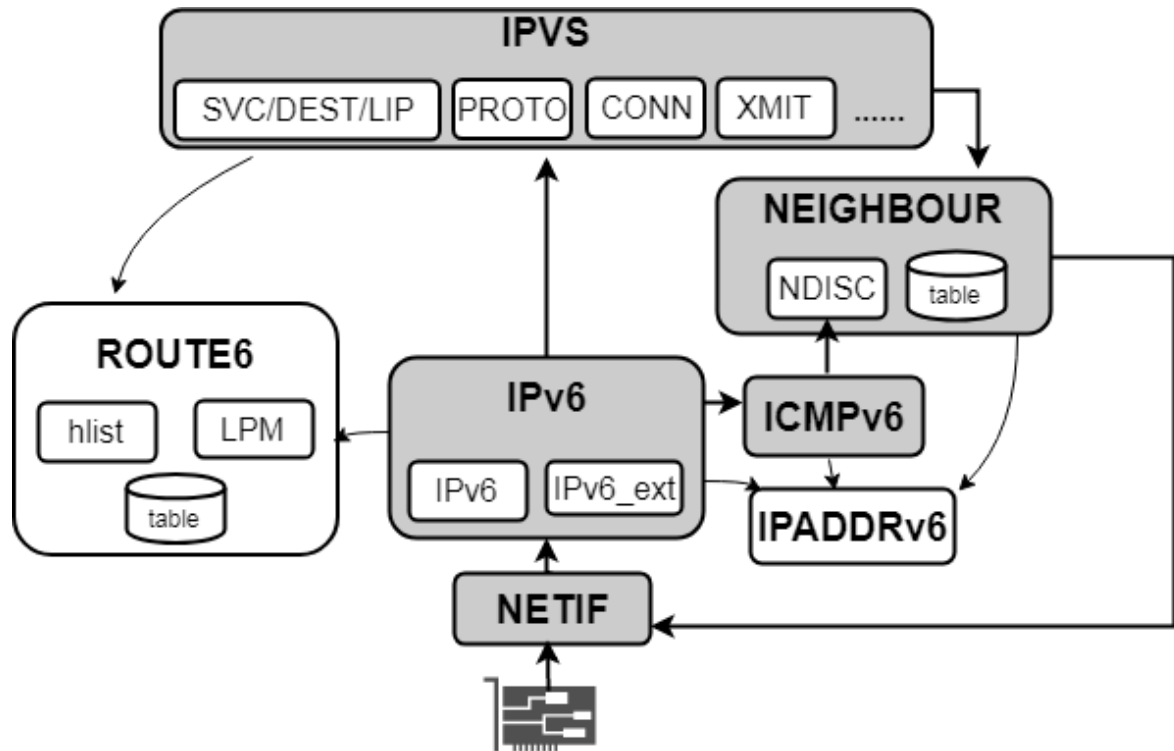 IPVS
SVC/DEST/LIP PROTO CONN XMIT ......
NEIGHBOUR
NDISC table
ROUTE6
hlist LPM
table
IPv6
IPv6 IPv6_ext
ICMPv6
IPADDRv6
NETIF